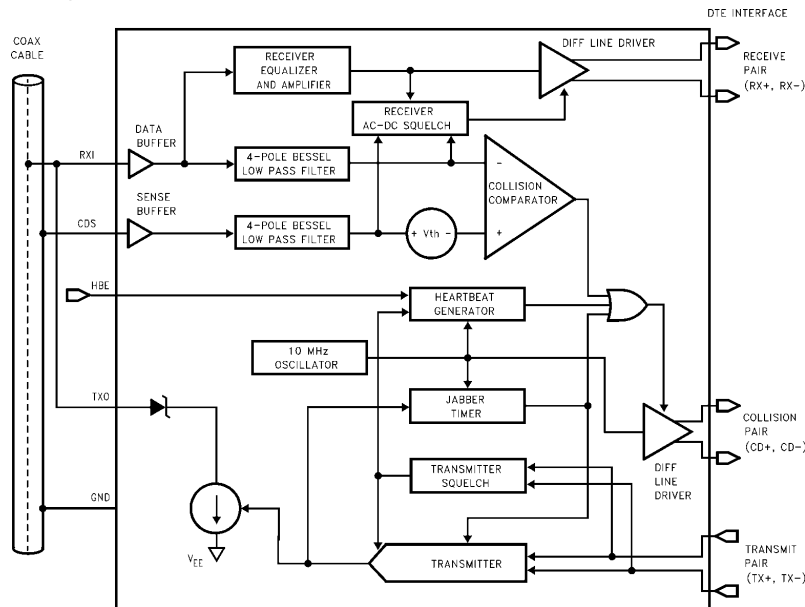 DTE INTERFACE
COAX
CABLE
RECEIVER
EQUALIZER
AND AMPLIFIER
DIFF LINE DRIVER
RECEIVE
PAIR
(RX+, RX-)
RECEIVER
AC-DC SQUELCH
DATA
BUFFER
RXI
4-POLE BESSEL
LOW PASS FILTER
-
COLLISION
COMPARATOR
SENSE
BUFFER
CDS
4-POLE BESSEL
LOW PASS FILTER
+ Vth -
+
HBE
HEARTBEAT
GENERATOR
10 MHz
OSCILLATOR
TXO
JABBER
TIMER
COLLISION
PAIR
(CD+, CD-)
DIFF
LINE
DRIVER
TRANSMITTER
SQUELCH
GND
VEE
TRANSMITTER
TRANSMIT
PAIR
(TX+, TX-)